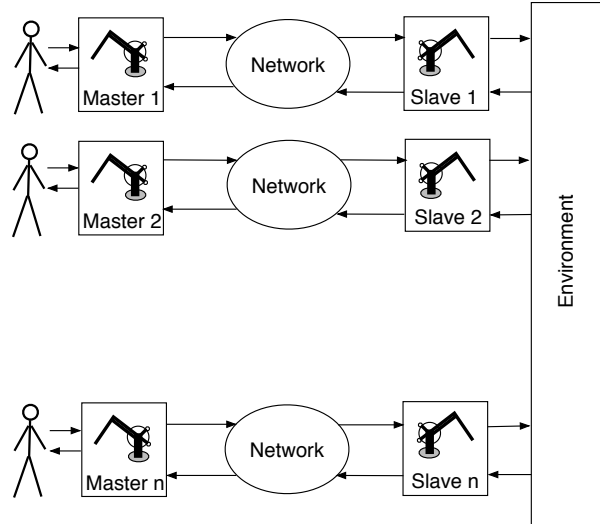 Master 1
Network
Slave 1
Master 2
Network
Slave 2
Environment
Master n
Network
Slave n